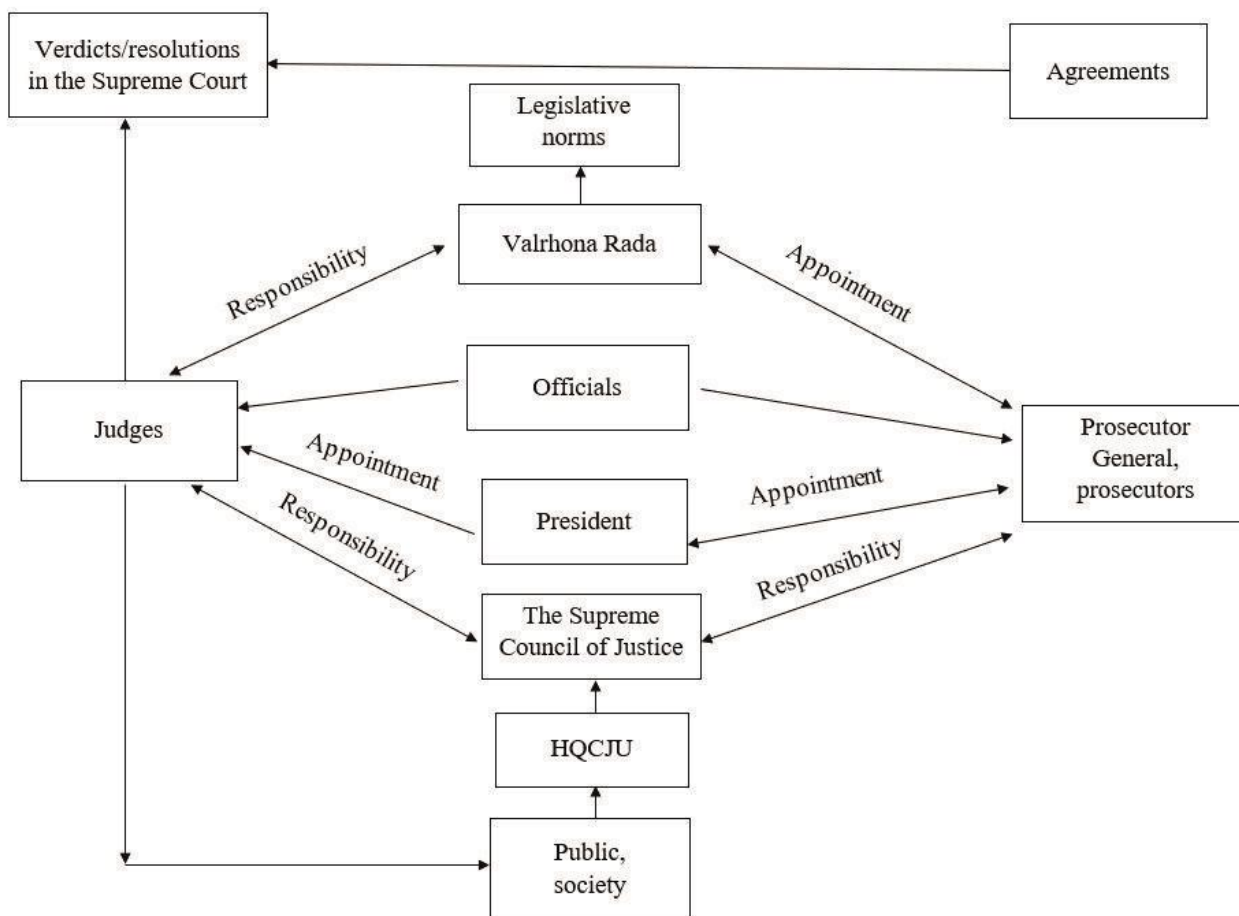 Verdicts/resolutions
in the Supreme Court
Agreements
Legislative
norms
Valrhona Rada
Responsibility
Appointment
Officials
Judges
Prosecutor
General,
prosecutors
Appointment
Appointment
President
Responsibility
Responsibility
The Supreme
Council of Justice
HQCJU
Public,
society